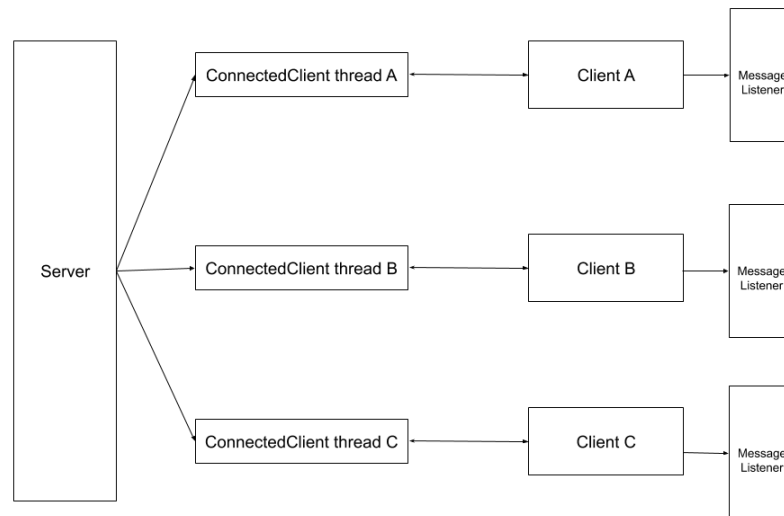 ConnectedClient thread A
Client A
Message
Listener
Server
ConnectedClient thread B
Client B
Message
Listener
ConnectedClient thread C
Client C
Message
Listener